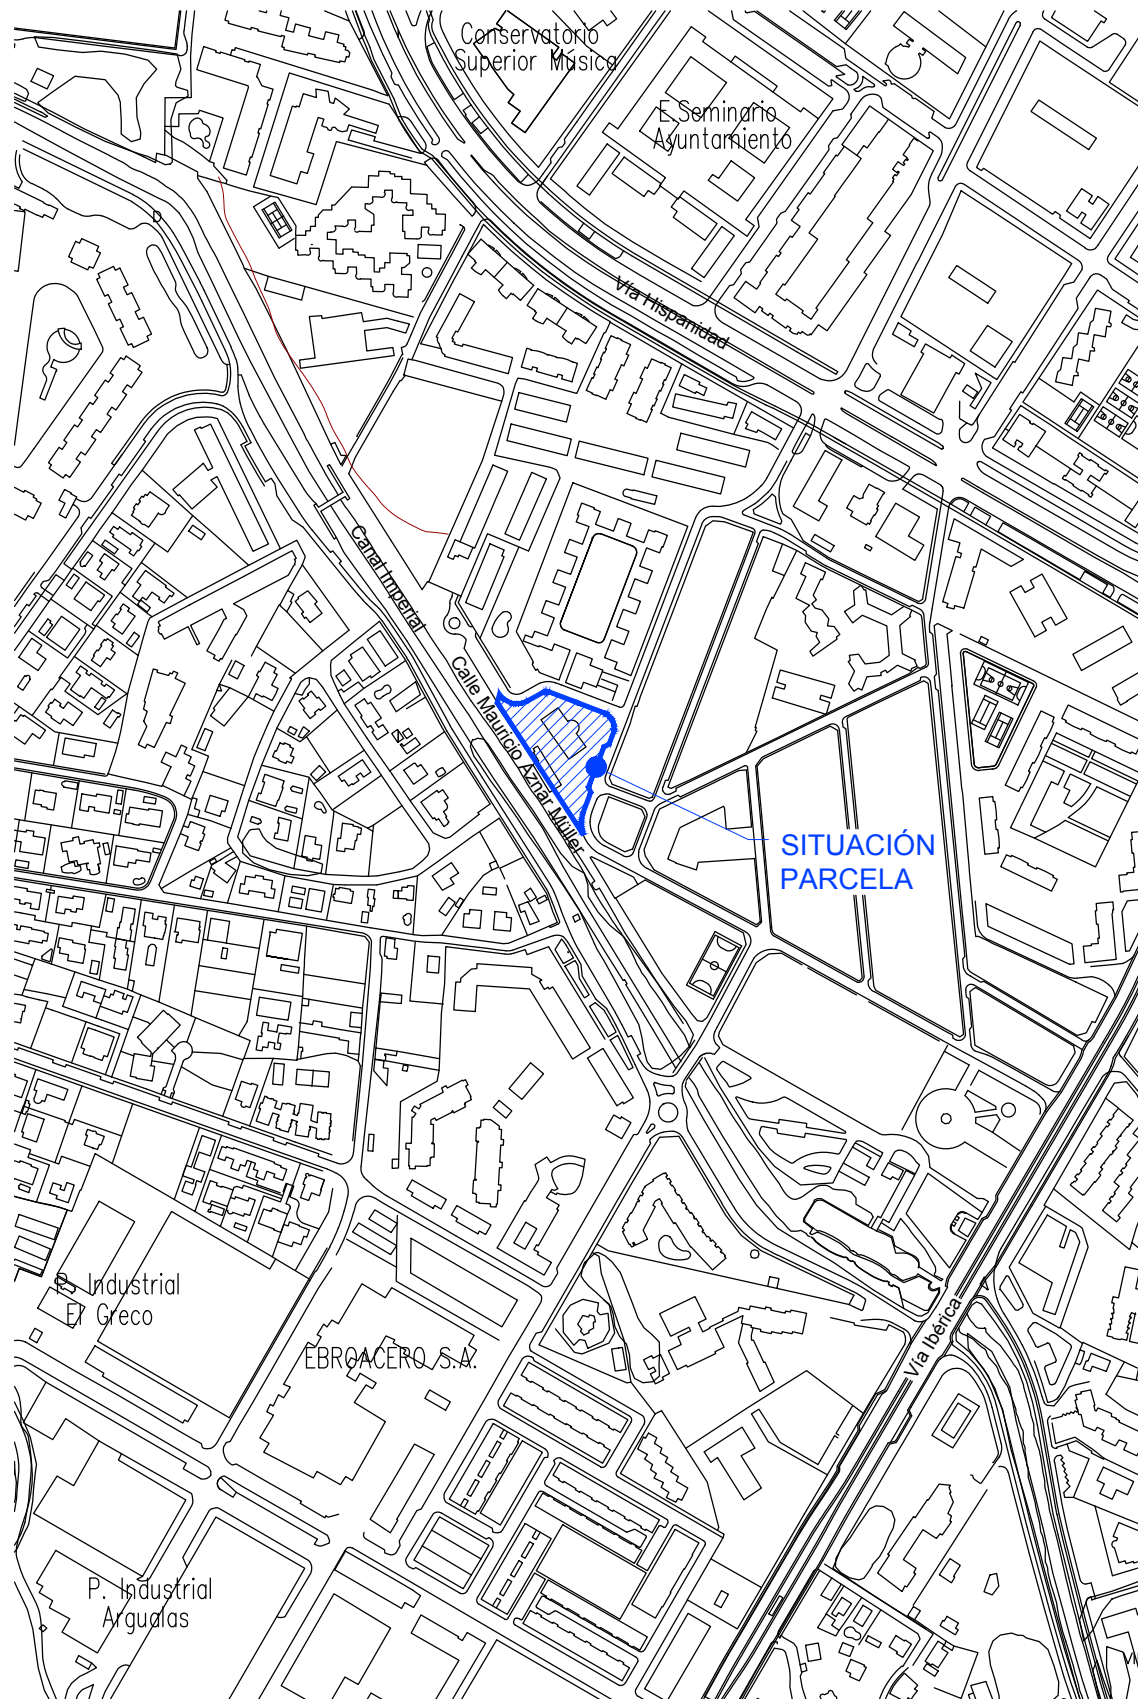 Conservatorio
Superior Música
E.Seminario
Ayuntamiento
D
Vía Hispanidad
Canal Imperial
Calle Mauricio Aznar Müller
SITUACIÓN
PARCELA
P. Industrial
El Greco
EBROACERO, S.A.
Vía Ibérica
P. Industrial
Argualas